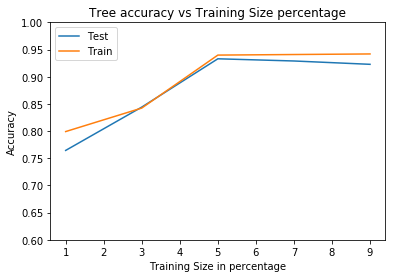 Tree accuracy vs Training Size percentage
1.00
0.95
0.90
0.85
0.80
0.75
0.70
0.65
0.60
Accuracy
Test
Train
1 2 3 4 5 6 7 8 9
Training Size in percentage